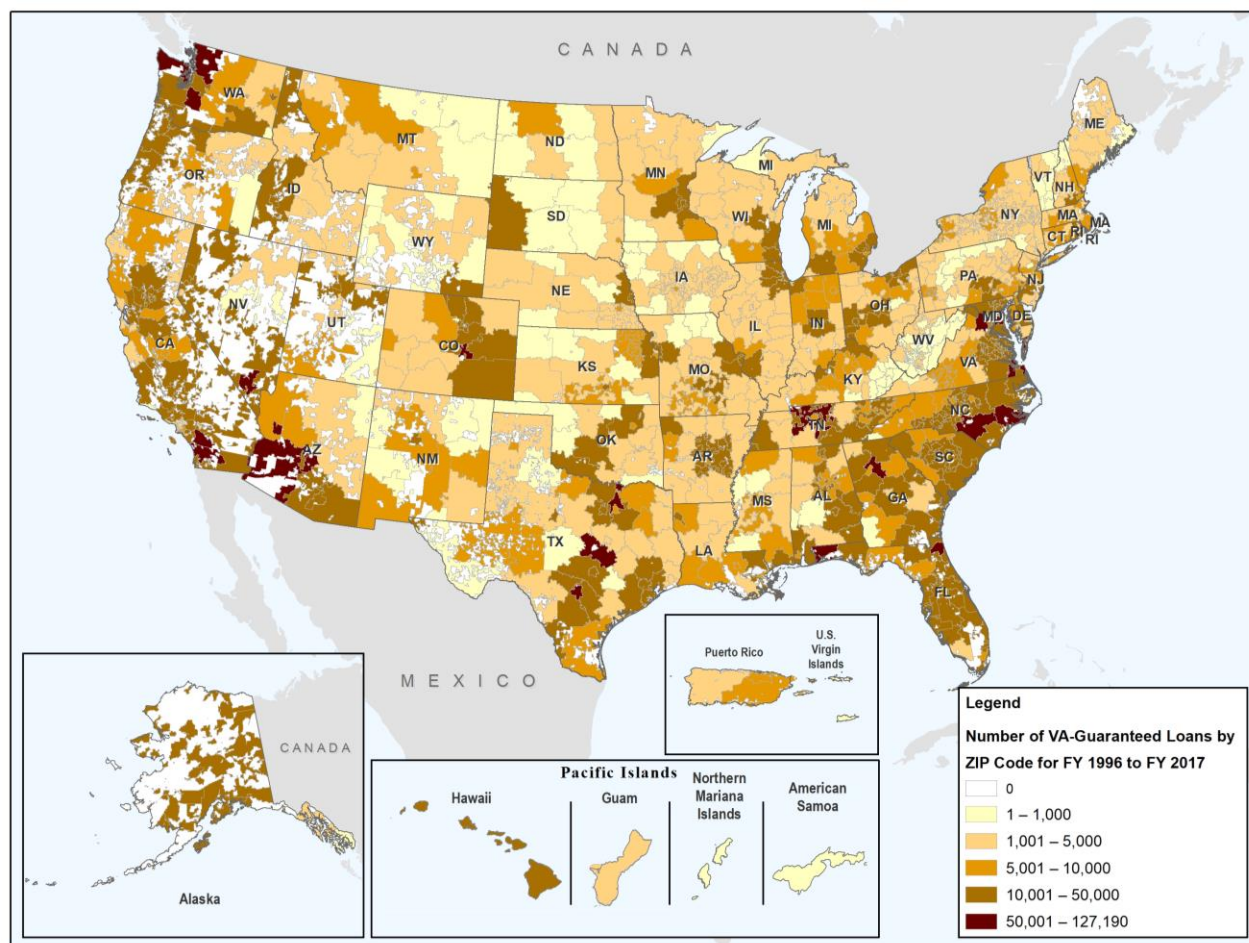 CANADA
WA
MT
ND
MN
MI
ME
OR
ID
SD
WI
MI
VT
NH
NY
MA
MA
CT
RI
RI
WY
IA
PA
NJ
NV
UT
NE
IL
IN
OH
MD
DE
WV
CA
CO
KS
MO
KY
VA
AZ
NM
OK
AR
TN
NC
SC
TX
LA
MS
AL
GA
FL
MEXICO
Puerto Rico
U.S.
Virgin
Islands
CANADA
Alaska
Pacific Islands
Hawaii
Guam
Northern
Mariana
Islands
American
Samoa
Legend
Number of VA-Guaranteed Loans by
ZIP Code for FY 1996 to FY 2017
0
1 – 1,000
1,001 – 5,000
5,001 – 10,000
10,001 – 50,000
50,001 – 127,190